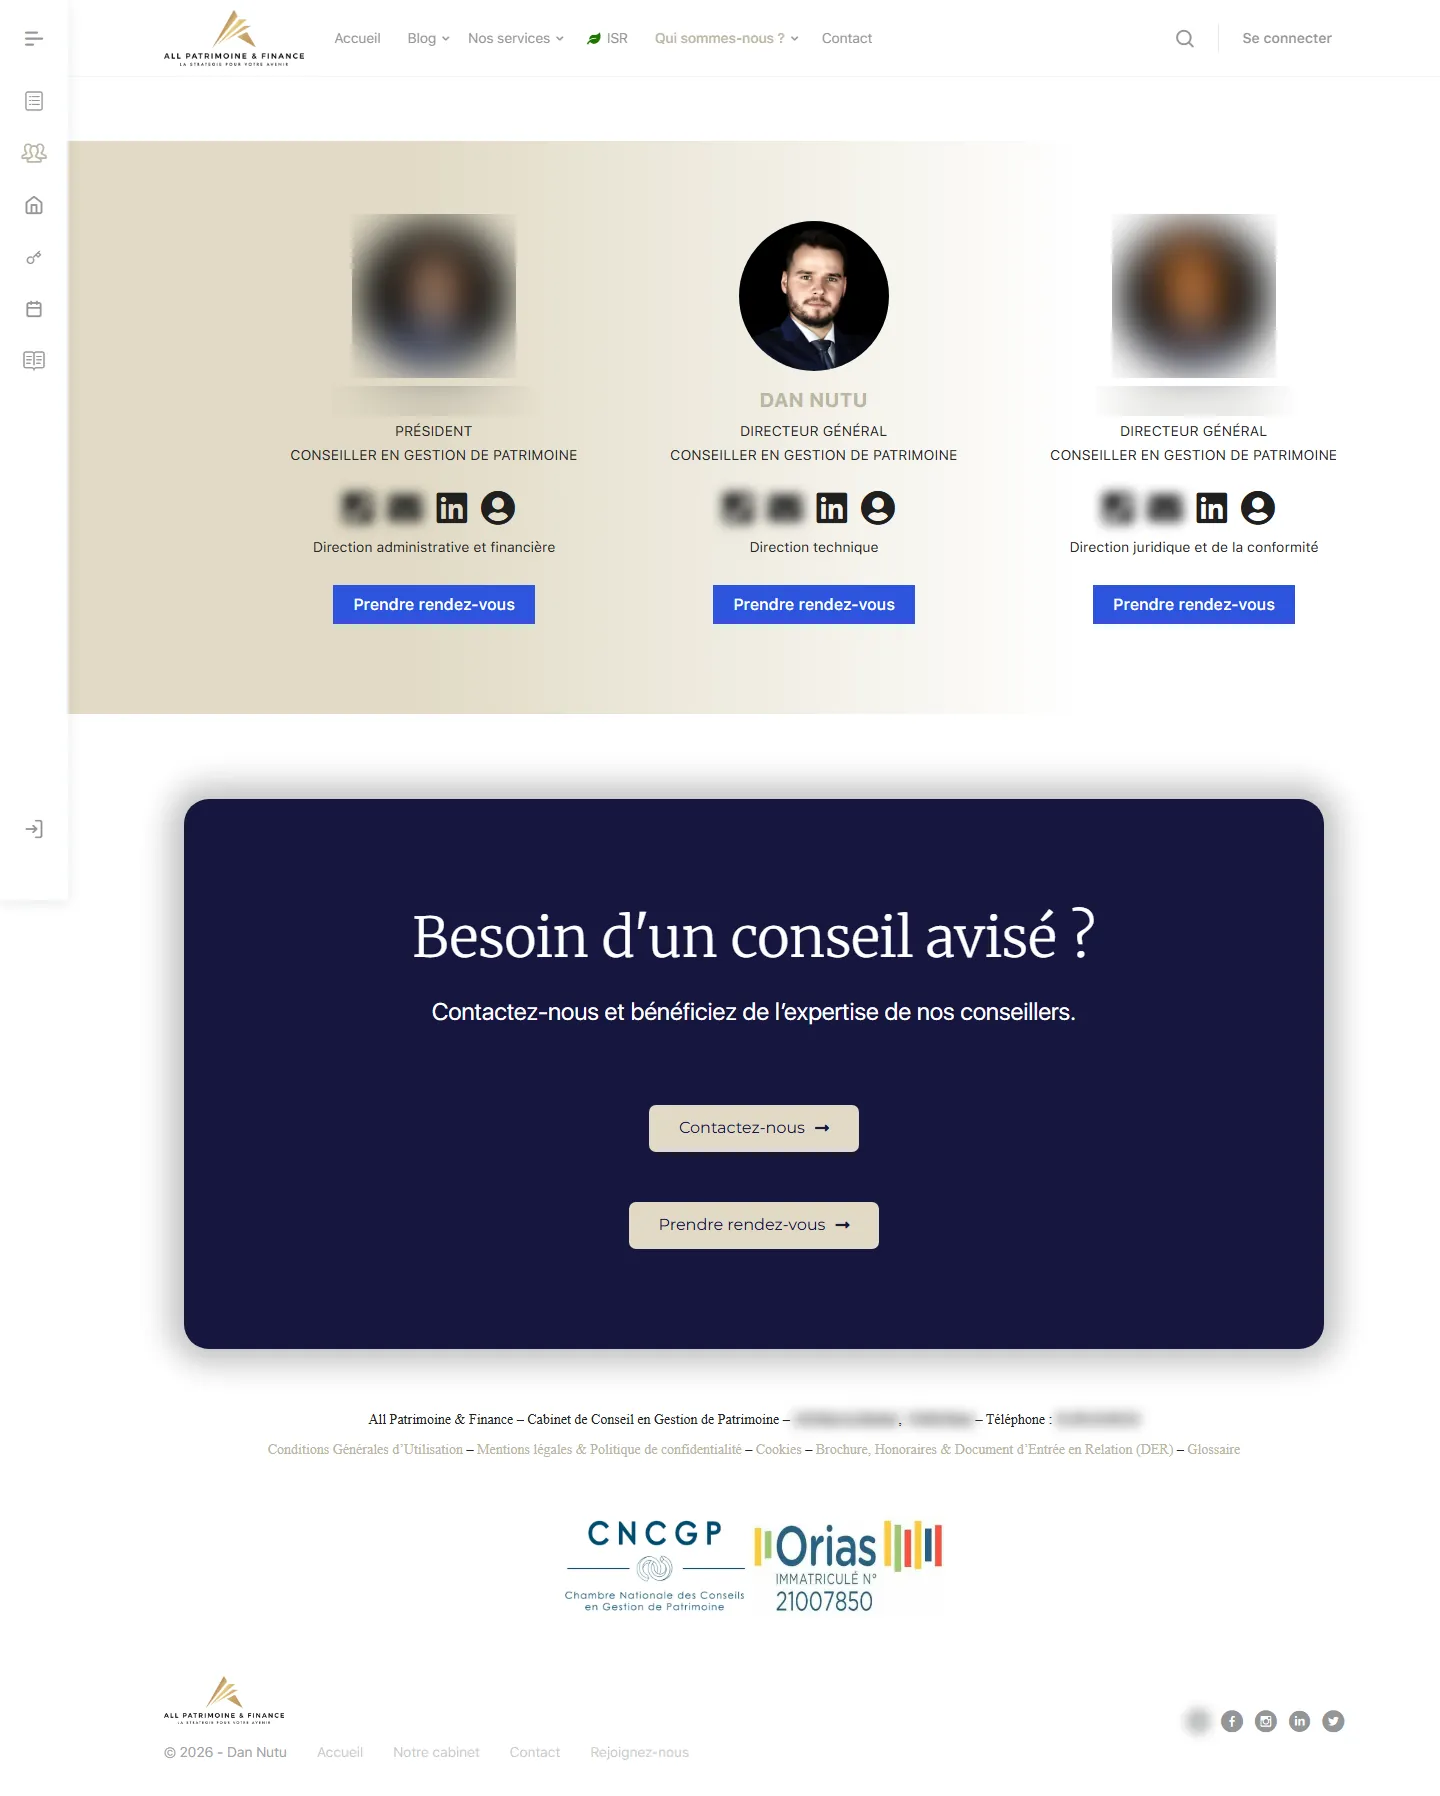 ALL PATRIMOINE & FINANCE
LA STRATÉGIE POUR VOTRE AVENIR
Accueil
Blog
Nos services
ISR
Qui sommes-nous ?
Contact
Se connecter
PRÉSIDENT
CONSEILLER EN GESTION DE PATRIMOINE
Direction administrative et financière
Prendre rendez-vous
DAN NUTU
DIRECTEUR GÉNÉRAL
CONSEILLER EN GESTION DE PATRIMOINE
Direction technique
Prendre rendez-vous
DIRECTEUR GÉNÉRAL
CONSEILLER EN GESTION DE PATRIMOINE
Direction juridique et de la conformité
Prendre rendez-vous
Besoin d'un conseil avisé ?
Contactez-nous et bénéficiez de l’expertise de nos conseillers.
Contactez-nous
Prendre rendez-vous
All Patrimoine & Finance – Cabinet de Conseil en Gestion de Patrimoine – , – Téléphone :
Conditions Générales d’Utilisation – Mentions légales & Politique de confidentialité – Cookies – Brochure, Honoraires & Document d’Entrée en Relation (DER) – Glossaire
CNCGP
Chambre Nationale des Conseils
en Gestion de Patrimoine
Orias
IMMATRICULÉ N°
21007850
ALL PATRIMOINE & FINANCE
LA STRATÉGIE POUR VOTRE AVENIR
© 2026 - Dan Nutu
Accueil
Notre cabinet
Contact
Rejoignez-nous